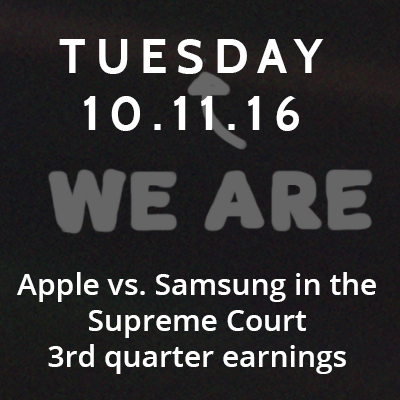 TUESDAY
10.11.16
WE ARE
Apple vs. Samsung in the
Supreme Court
3rd quarter earnings